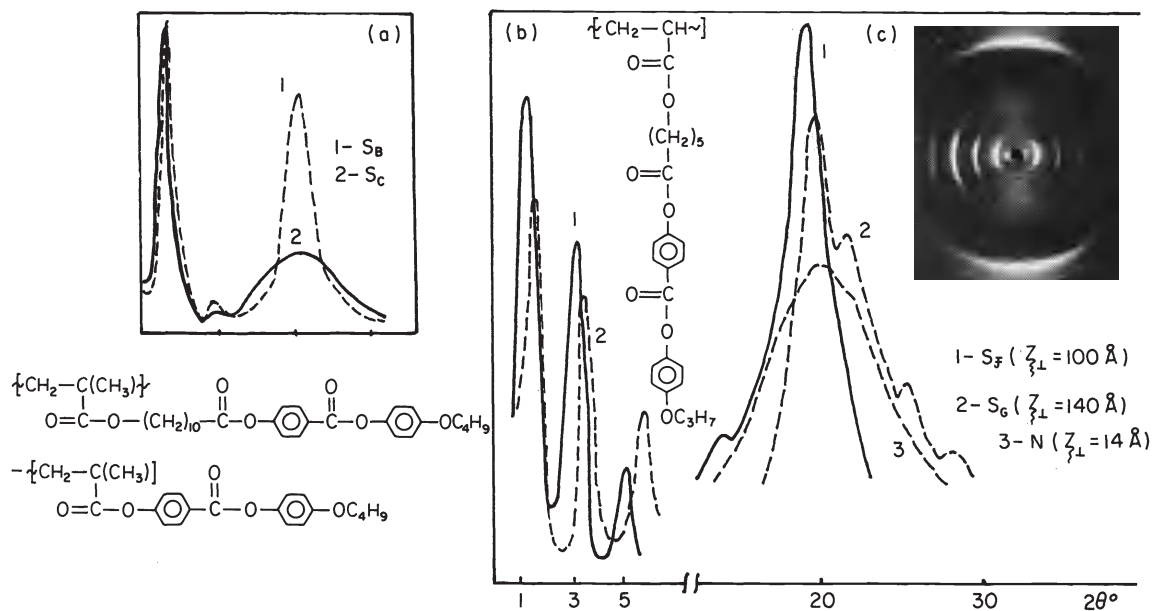 (a)
1
1– S_B
2– S_C
2
{CH₂–C(CH₃)}
O=C–O–(CH₂)₁₀–C–O–C–O–OC₄H₉
O
O
–{CH₂–C(CH₃)]
O=C–O–C–O–OC₄H₉
O
(b)
{CH₂–CH~]
O=C
O
(CH₂)₅
O=C
O
O=C
O
OC₃H₇
1
2
(c)
1
2
3
1– S_F ( ξ⊥ = 100 Å)
2– S_G ( ξ⊥ = 140 Å)
3– N ( ξ⊥ = 14 Å)
1 3 5 20 30 2θ°